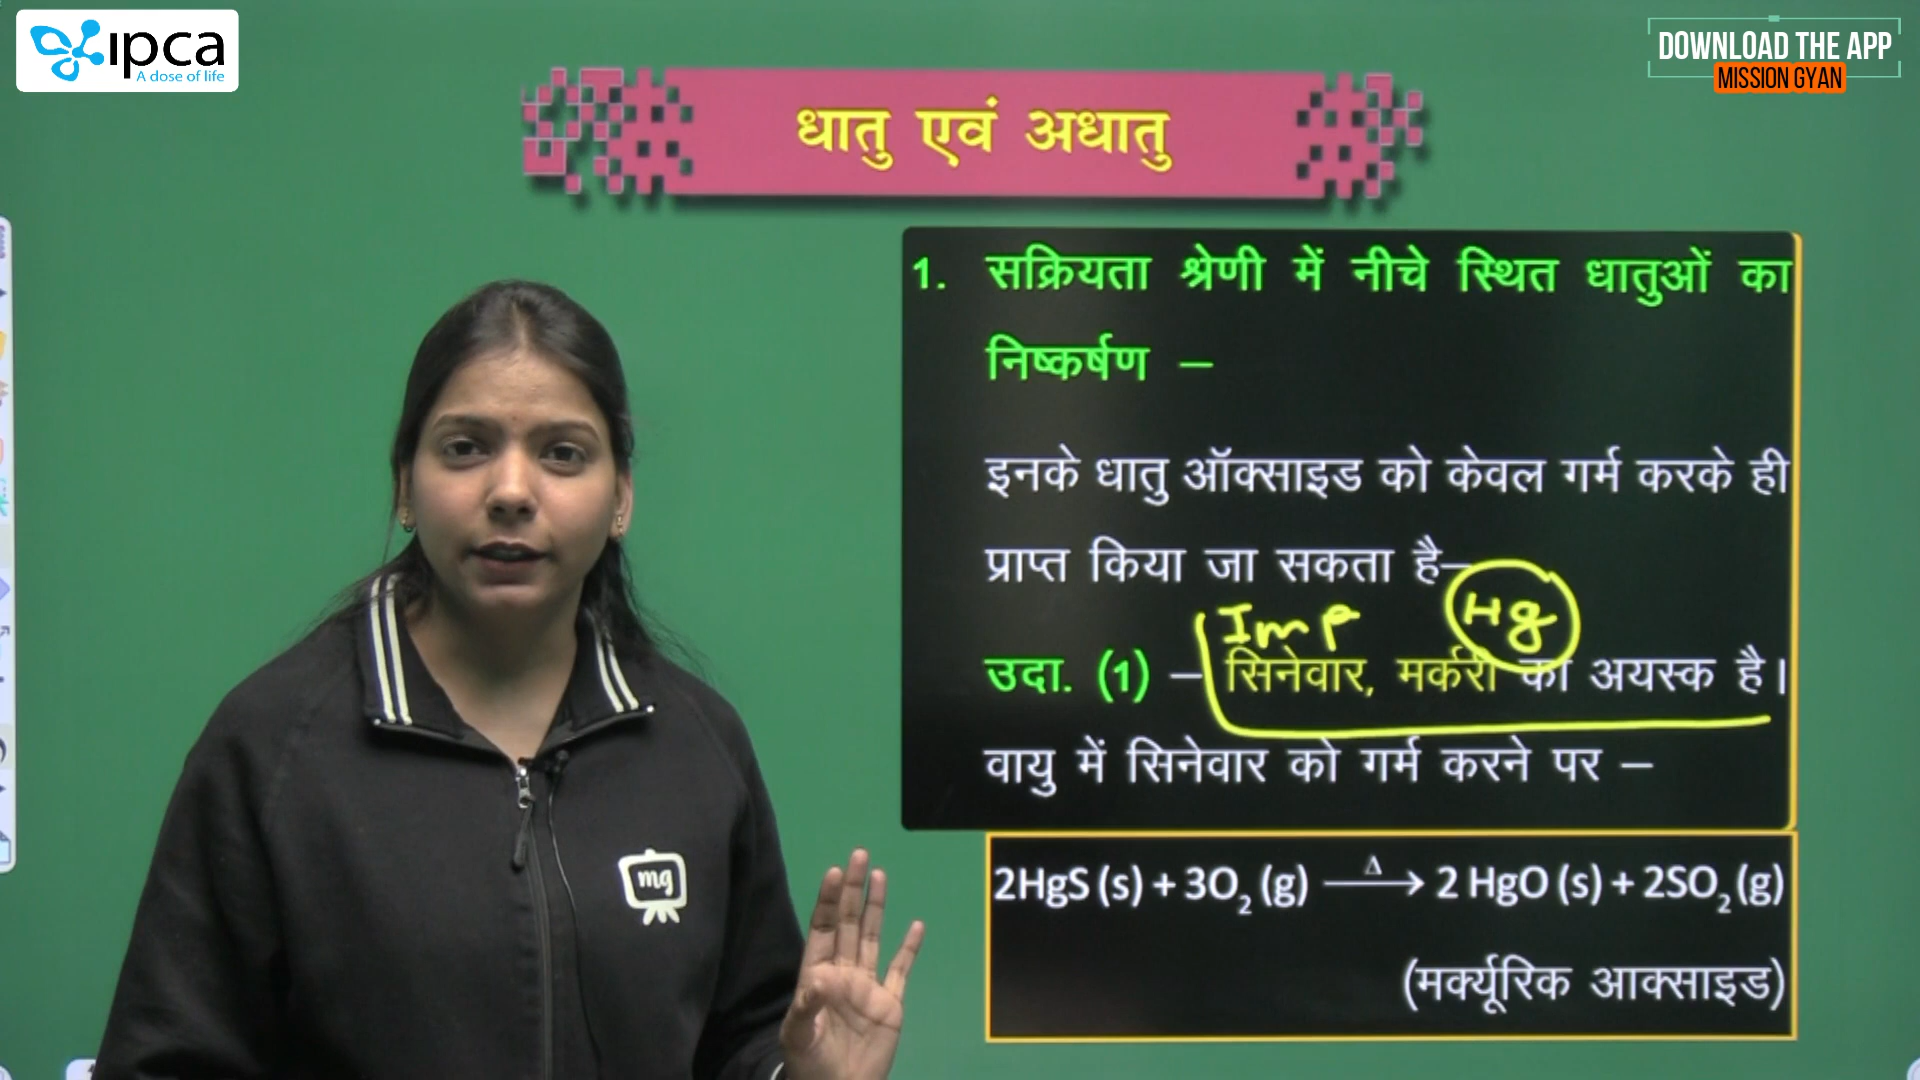 ipca
A dose of life
DOWNLOAD THE APP
MISSION GYAN
धातु एवं अधातु
1. सक्रियता श्रेणी में नीचे स्थित धातुओं का
निष्कर्षण –
इनके धातु ऑक्साइड को केवल गर्म करके ही
प्राप्त किया जा सकता है–
Imp Hg
उदा. (1) – सिनेवार, मर्करी का अयस्क है।
वायु में सिनेवार को गर्म करने पर –
2HgS (s) + 3O₂ (g) —Δ→ 2 HgO (s) + 2SO₂ (g)
(मर्क्यूरिक आक्साइड)
mg